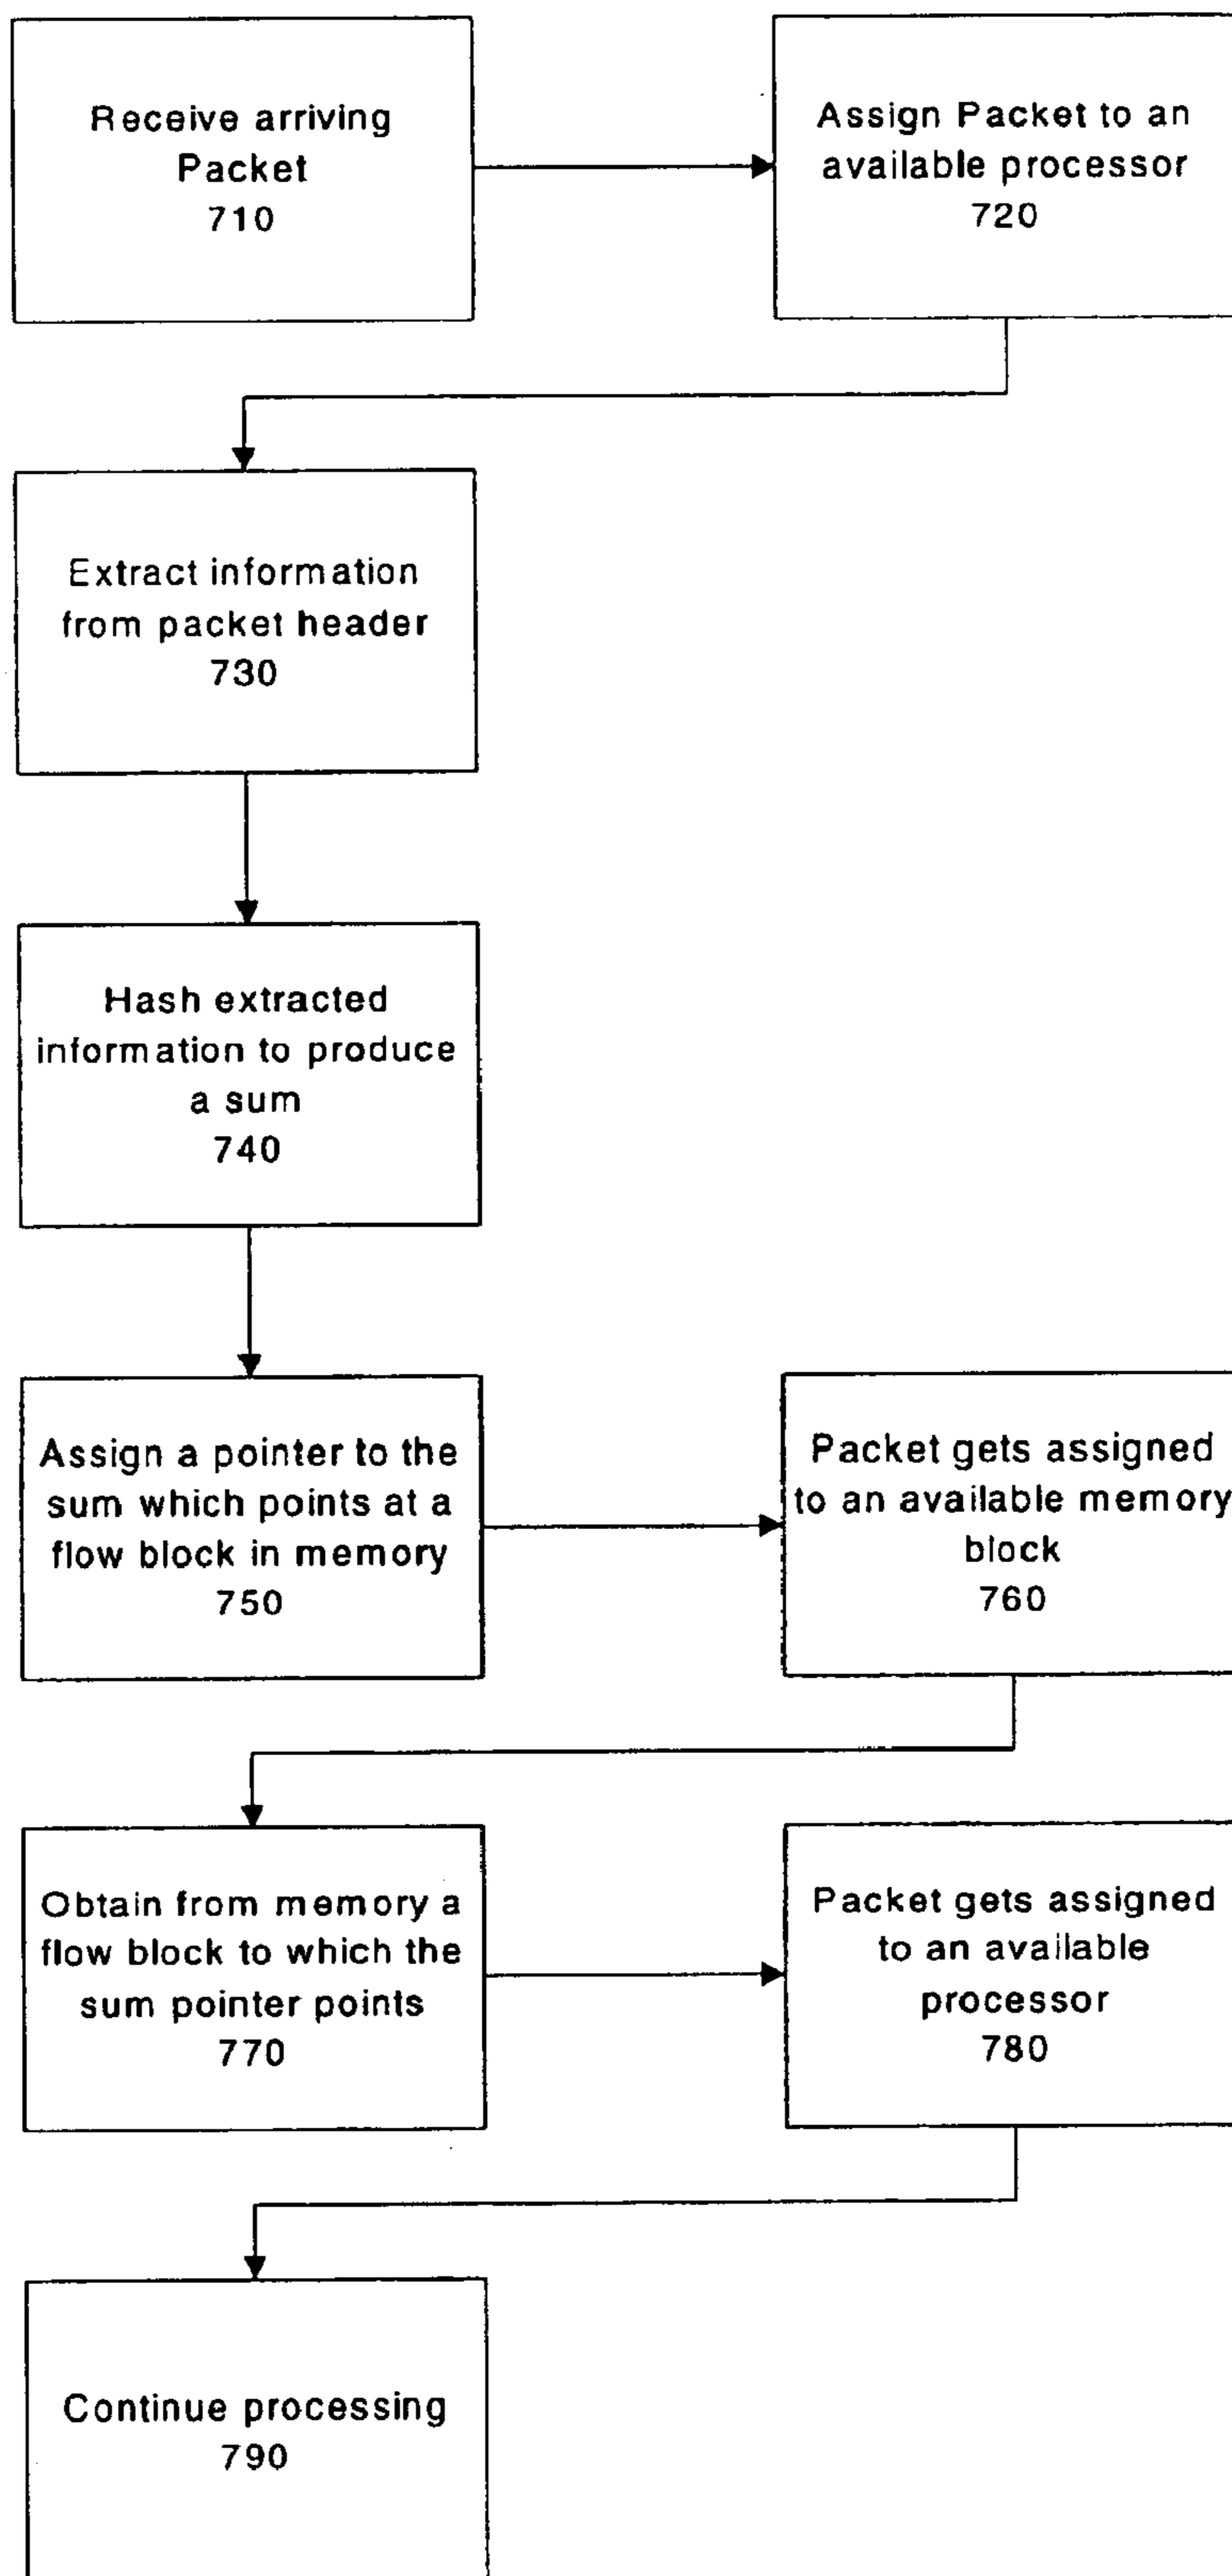 Receive arriving
Packet
710
Assign Packet to an
available processor
720
Extract information
from packet header
730
Hash extracted
information to produce
a sum
740
Assign a pointer to the
sum which points at a
flow block in memory
750
Packet gets assigned
to an available memory
block
760
Obtain from memory a
flow block to which the
sum pointer points
770
Packet gets assigned
to an available
processor
780
Continue processing
790